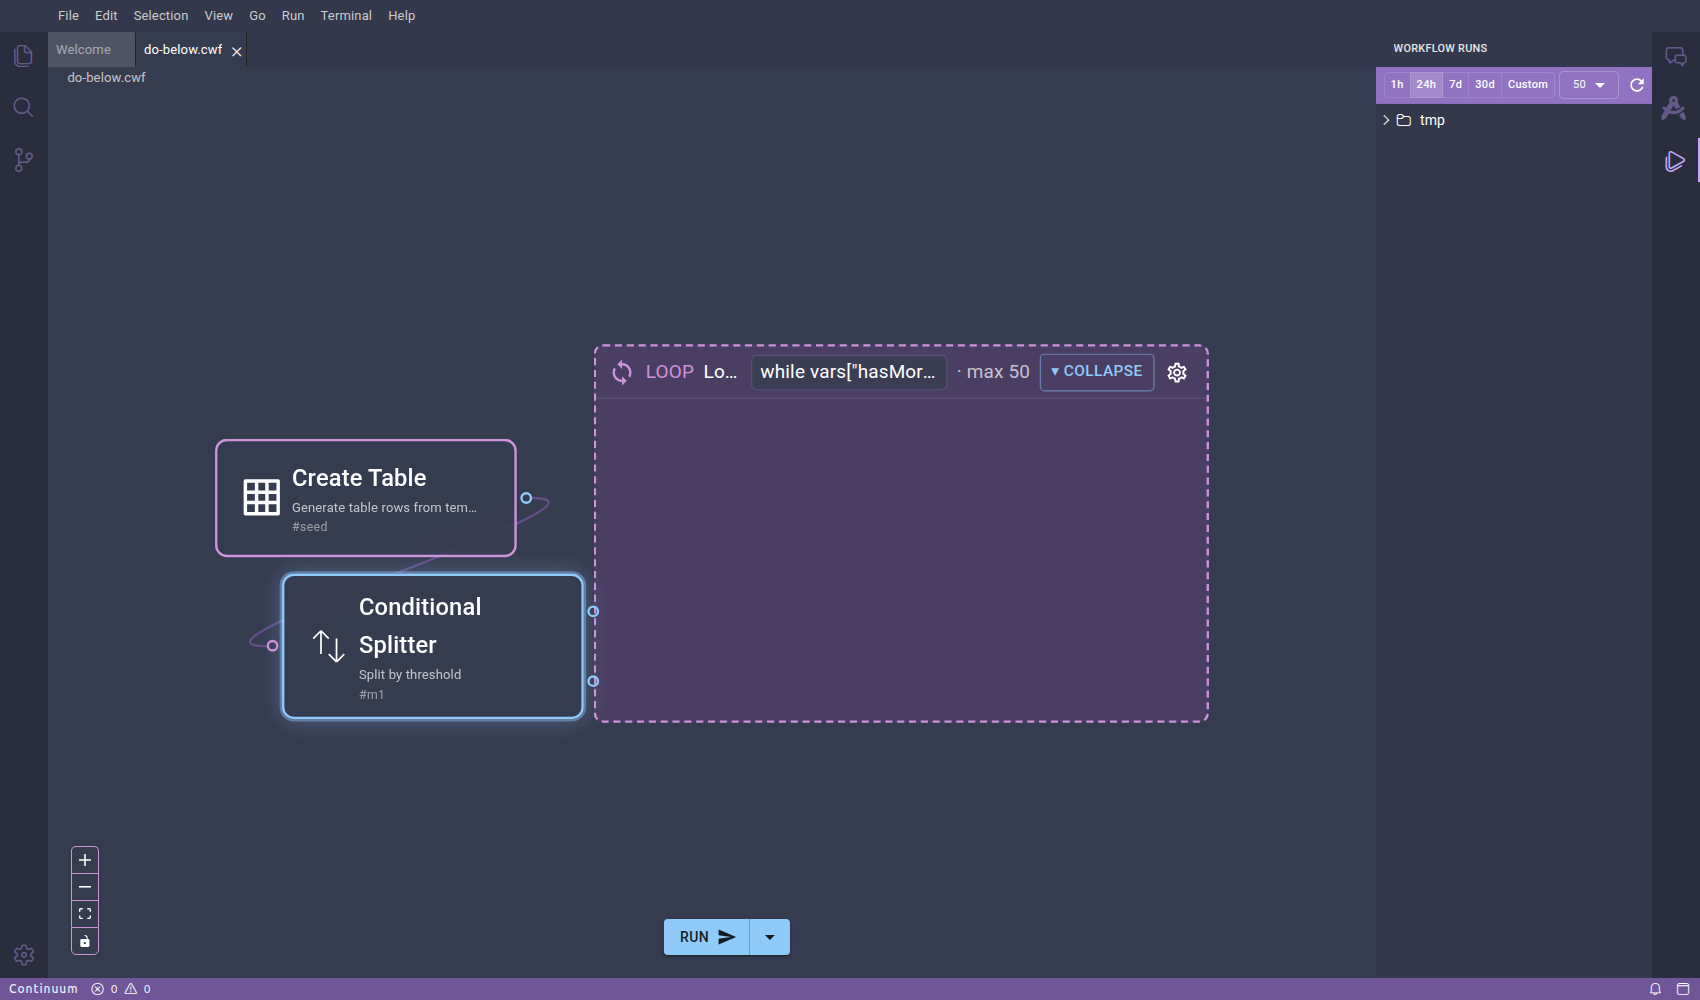 File Edit Selection View Go Run Terminal Help
Welcome do-below.cwf
do-below.cwf
WORKFLOW RUNS
1h 24h 7d 30d Custom 50
tmp
LOOP Lo... while vars["hasMor... · max 50 ▾ COLLAPSE
Create Table
Generate table rows from tem...
#seed
Conditional
Splitter
Split by threshold
#m1
RUN
Continuum 0 0